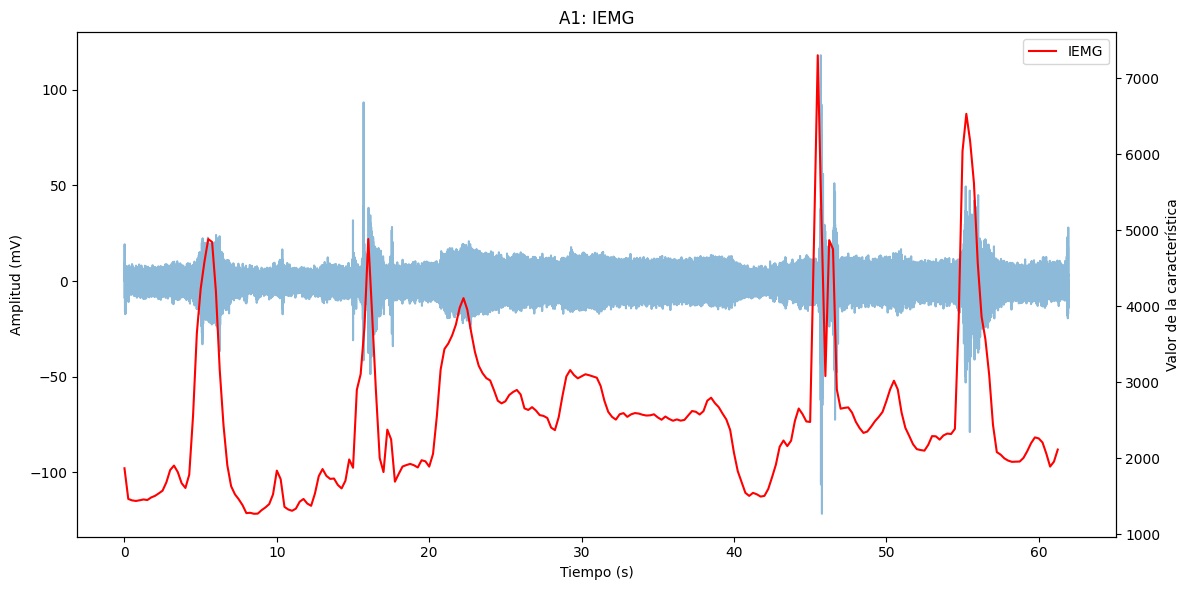 A1: IEMG
IEMG
Amplitud (mV)
100
50
0
−50
−100
7000
6000
5000
4000
3000
2000
1000
Valor de la característica
0 10 20 30 40 50 60
Tiempo (s)